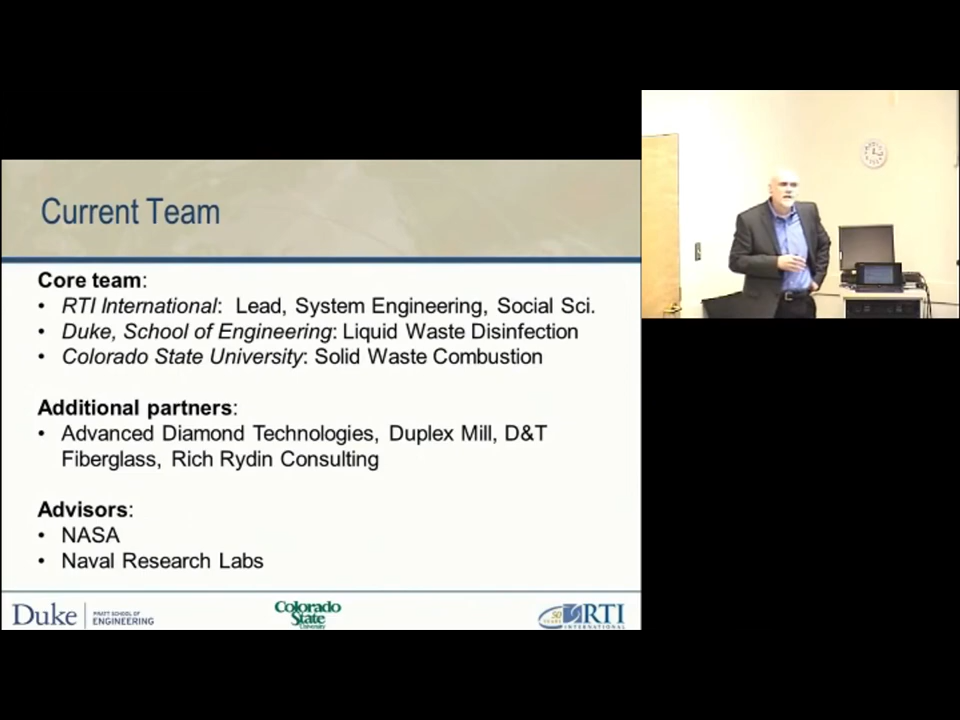 Current Team
Core team:
• RTI International: Lead, System Engineering, Social Sci.
• Duke, School of Engineering: Liquid Waste Disinfection
• Colorado State University: Solid Waste Combustion
Additional partners:
• Advanced Diamond Technologies, Duplex Mill, D&T
Fiberglass, Rich Rydin Consulting
Advisors:
• NASA
• Naval Research Labs
Duke
PRATT SCHOOL OF
ENGINEERING
Colorado
State
University
50
YEARS
RTI
INTERNATIONAL